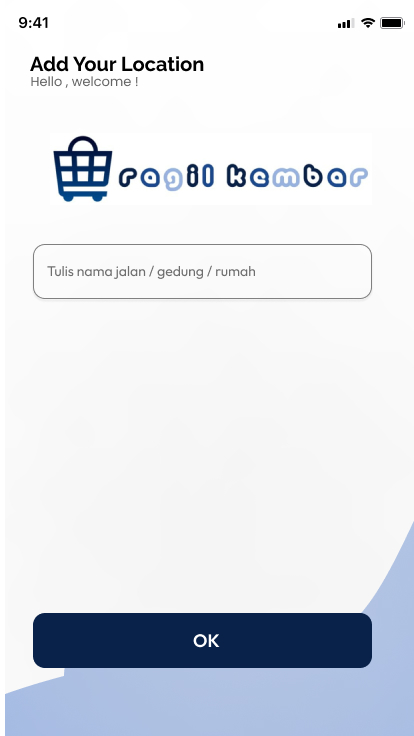 9:41
Add Your Location
Hello , welcome !
ragil kembar
Tulis nama jalan / gedung / rumah
OK